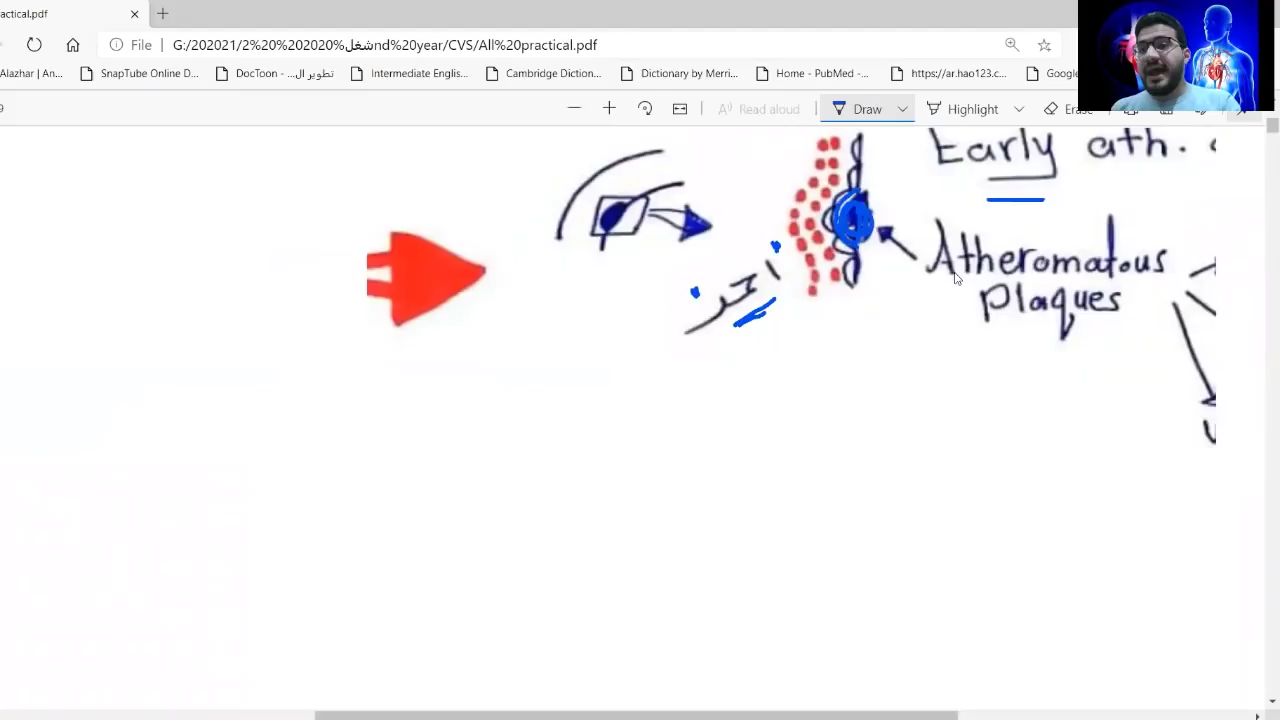 actical.pdf
File G:/202021/2%20%202020%شغل nd%20year/CVS/All%20practical.pdf
Alazhar | An... SnapTube Online D... DocToon - تطوير ال... Intermediate Englis... Cambridge Diction... Dictionary by Merri... Home - PubMed -... https://ar.hao123.c... Google
9 Read aloud Draw Highlight Erase
Early ath.
Atheromatous
Plaques